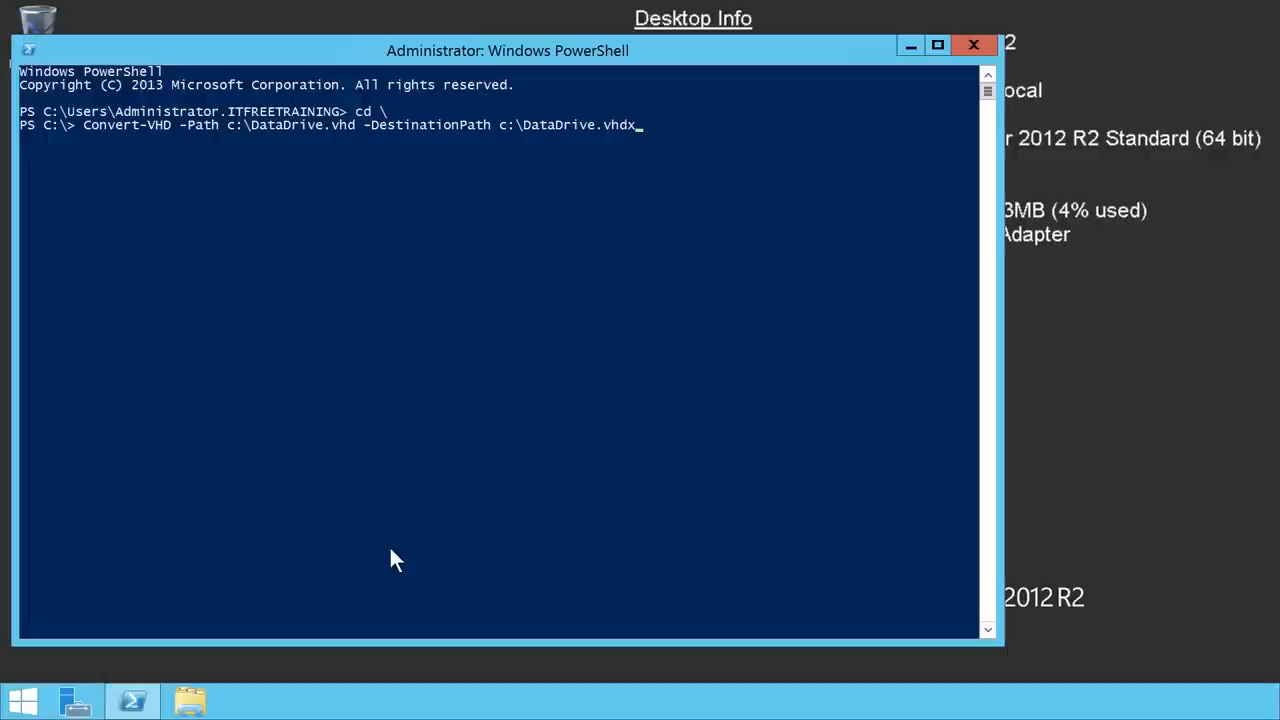 Desktop Info
Administrator: Windows PowerShell
2
Windows PowerShell
Copyright (C) 2013 Microsoft Corporation. All rights reserved.
ocal
PS C:\Users\Administrator.ITFREETRAINING> cd \
PS C:\> Convert-VHD -Path c:\DataDrive.vhd -DestinationPath c:\DataDrive.vhdx
r 2012 R2 Standard (64 bit)
3MB (4% used)
Adapter
2012 R2